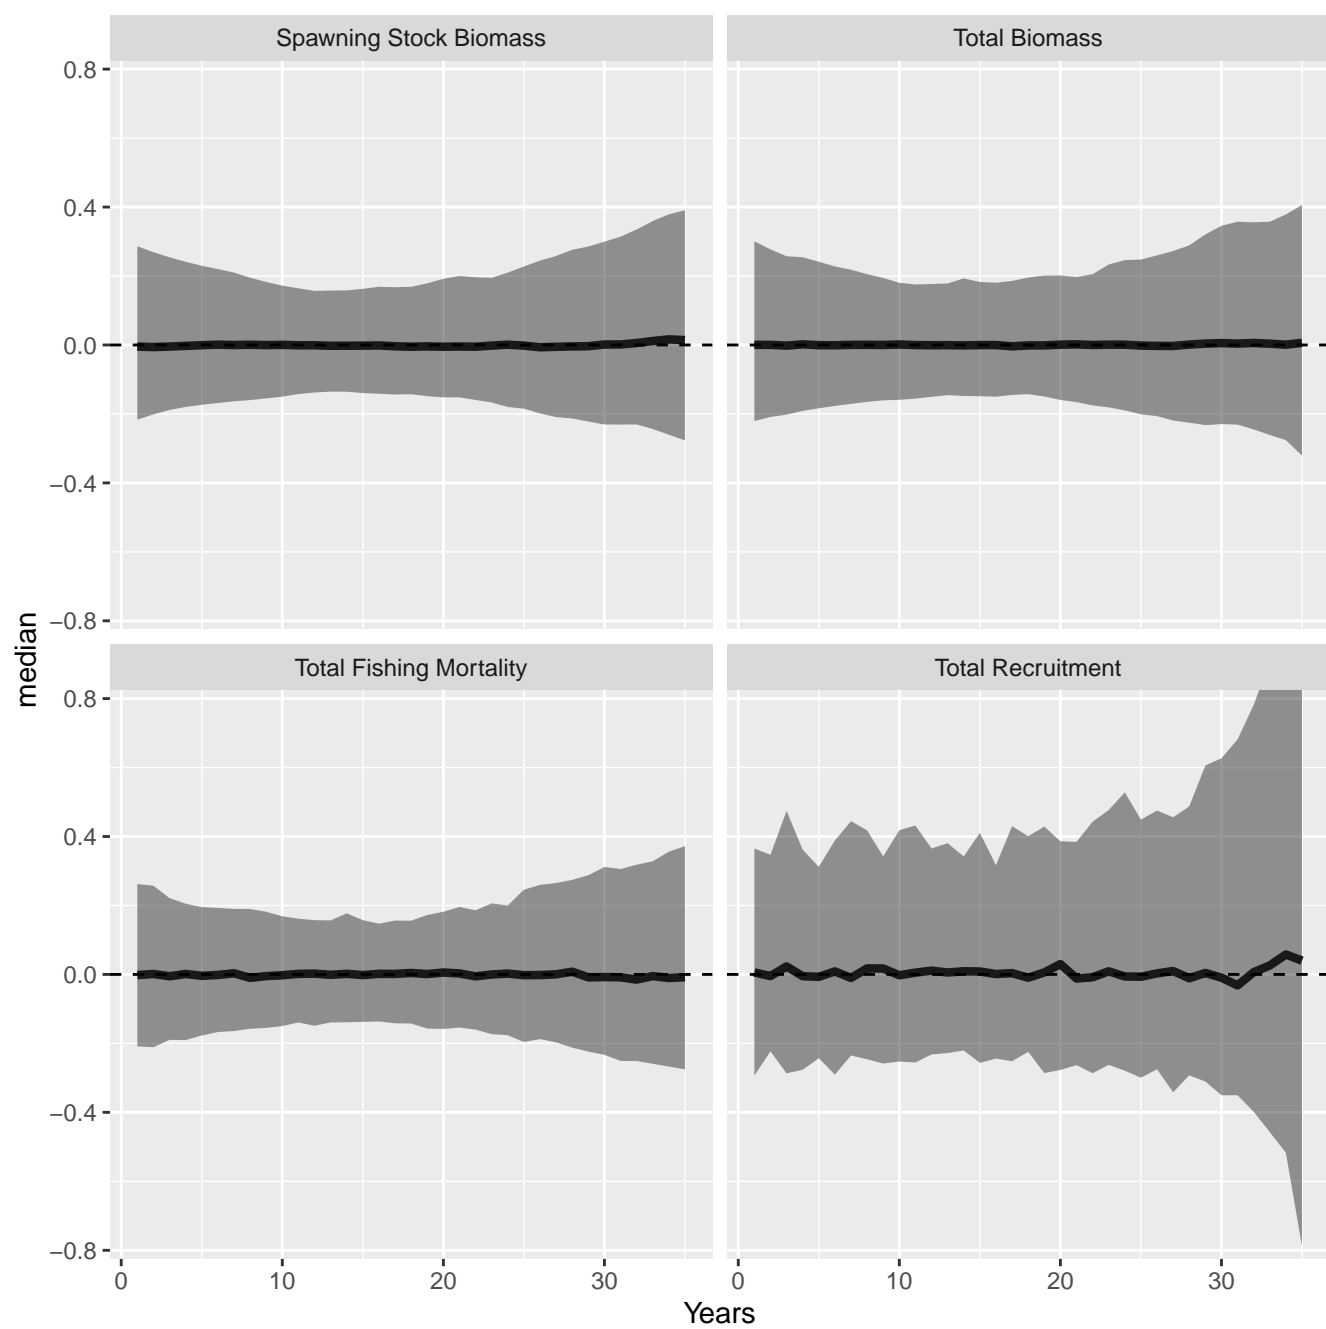 Spawning Stock Biomass
Total Biomass
0.8
0.4
0.0
−0.4
−0.8
Total Fishing Mortality
Total Recruitment
0.8
0.4
0.0
−0.4
−0.8
0 10 20 30
0 10 20 30
Years
median